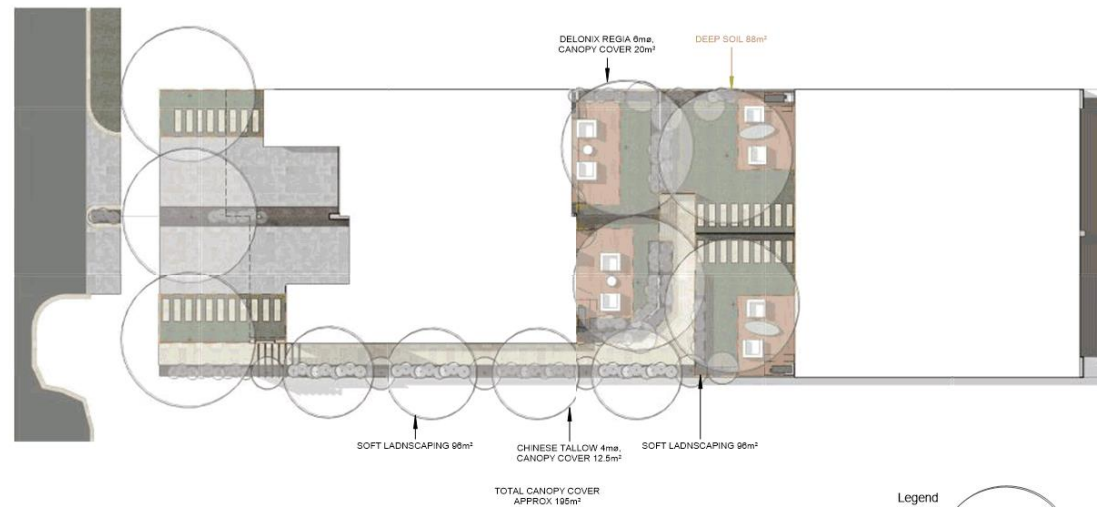 DELONIX REGIA 6mø,
CANOPY COVER 20m²
DEEP SOIL 88m²
SOFT LADNSCAPING 96m²
CHINESE TALLOW 4mø,
CANOPY COVER 12.5m²
SOFT LADNSCAPING 96m²
TOTAL CANOPY COVER
APPROX 195m²
Legend